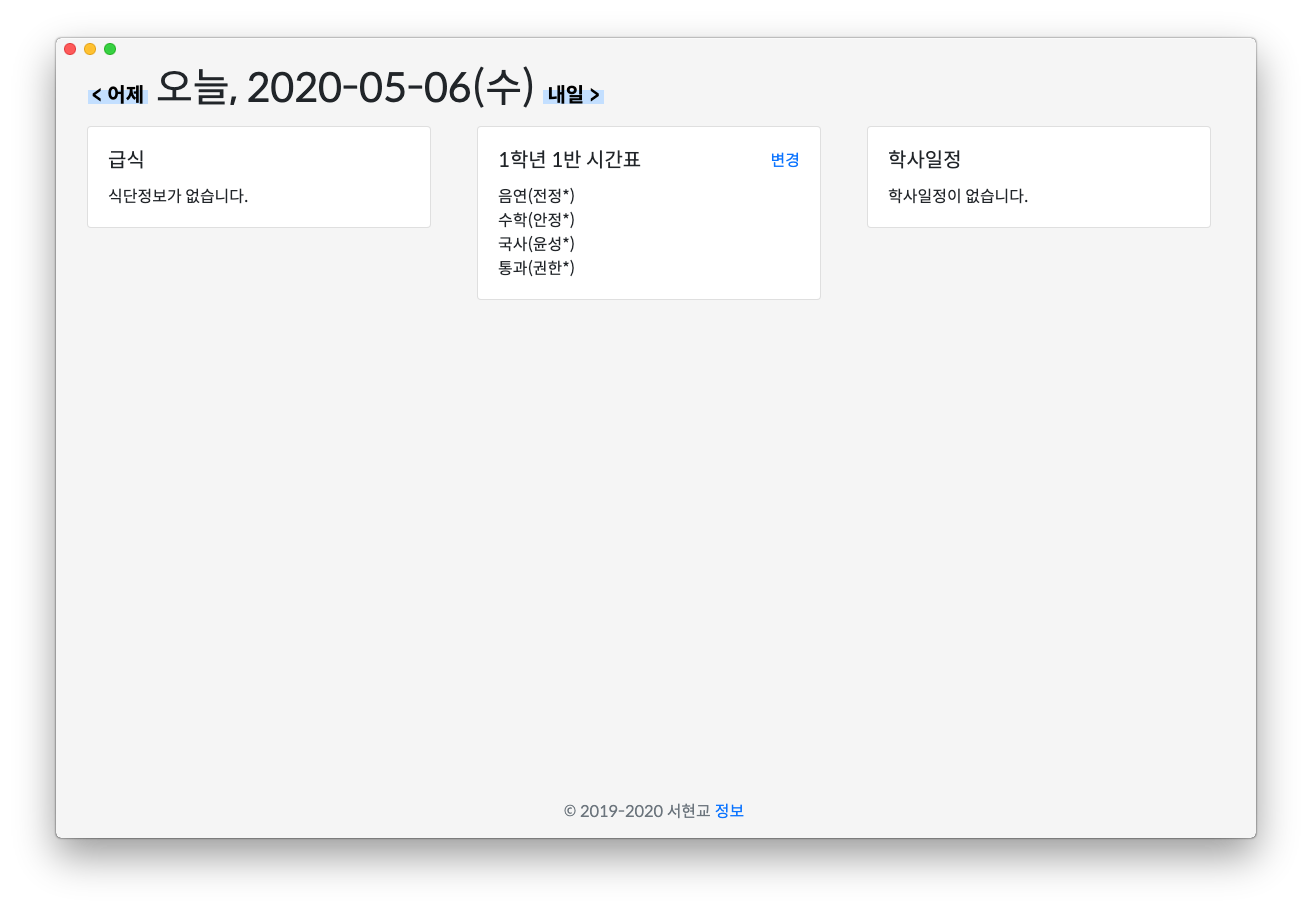 < 어제 오늘, 2020-05-06(수) 내일 >
급식
식단정보가 없습니다.
1학년 1반 시간표 변경
음연(전정*)
수학(안정*)
국사(윤성*)
통과(권한*)
학사일정
학사일정이 없습니다.
© 2019-2020 서현교 정보